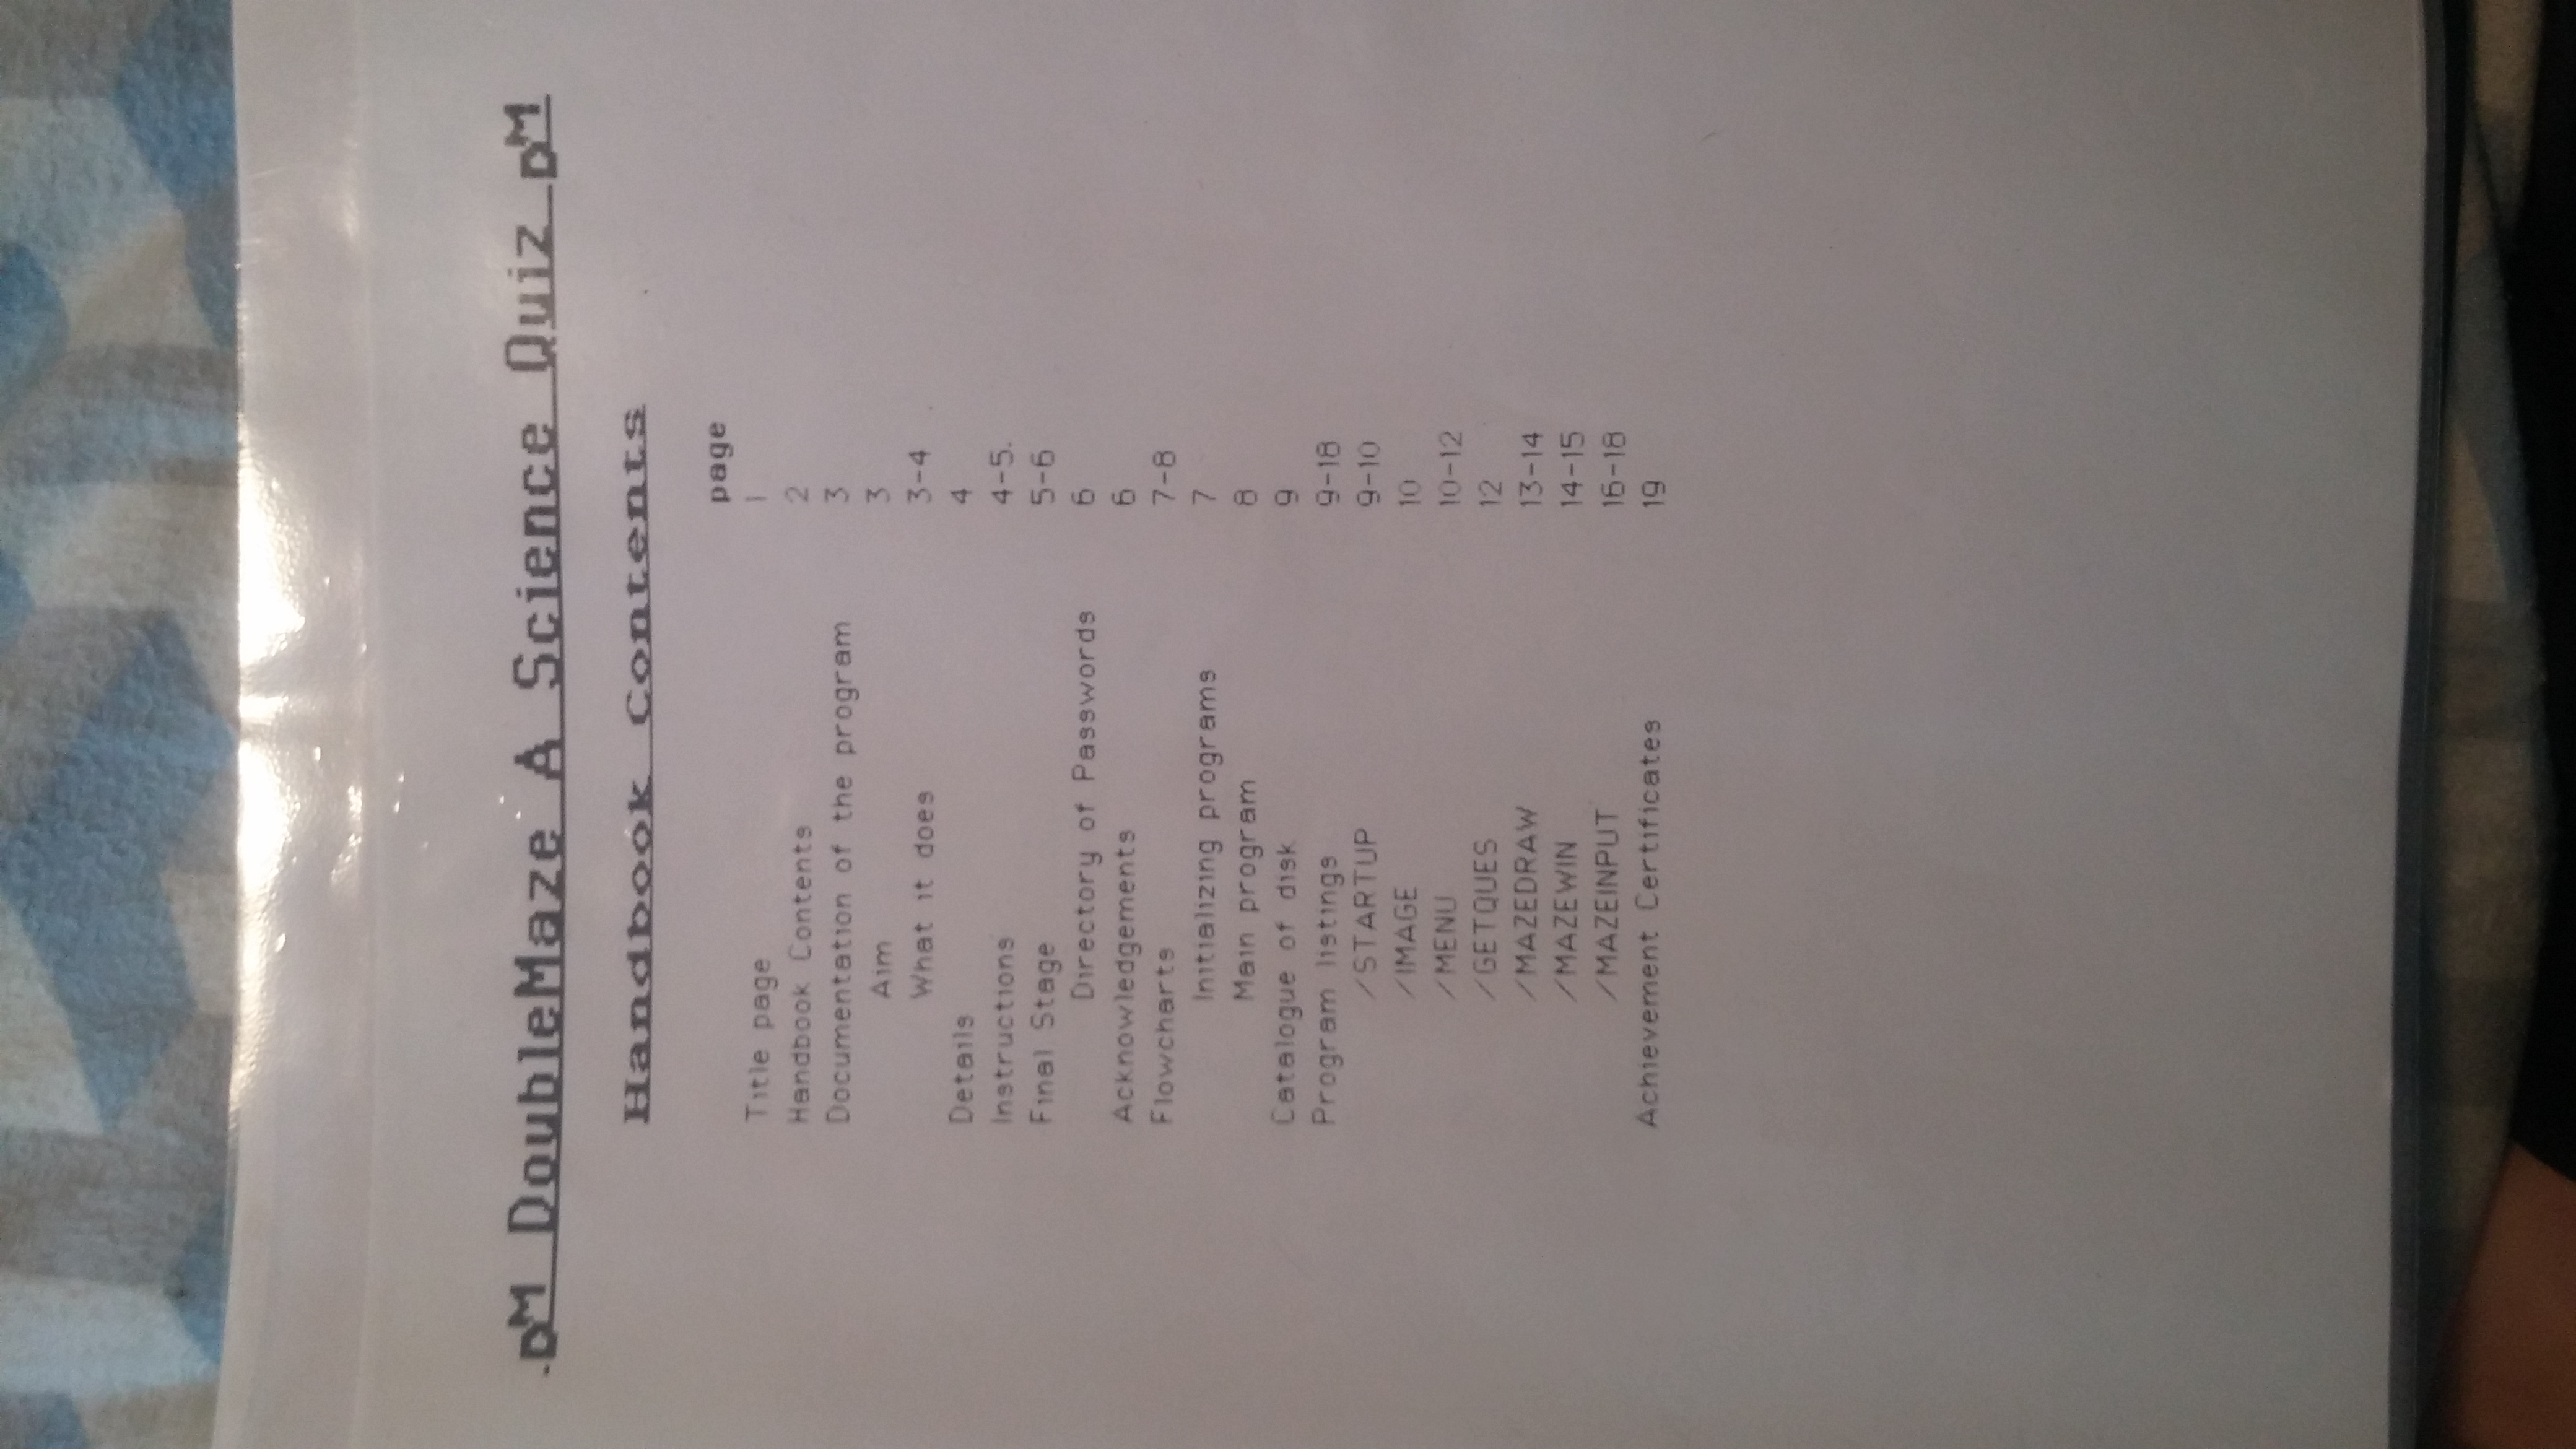 DM DoubleMaze A Science Quiz DM
Handbook Contents
page
Title page 1
Handbook Contents 2
Documentation of the program 3
Aim 3
What it does 3-4
Details 4
Instructions 4-5.
Final Stage 5-6
Directory of Passwords 6
Acknowledgements 6
Flowcharts 7-8
Initializing programs 7
Main program 8
Catalogue of disk 9
Program listings 9-18
/STARTUP 9-10
/IMAGE 10
/MENU 10-12
/GETQUES 12
/MAZEDRAW 13-14
/MAZEWIN 14-15
/MAZEINPUT 16-18
Achievement Certificates 19